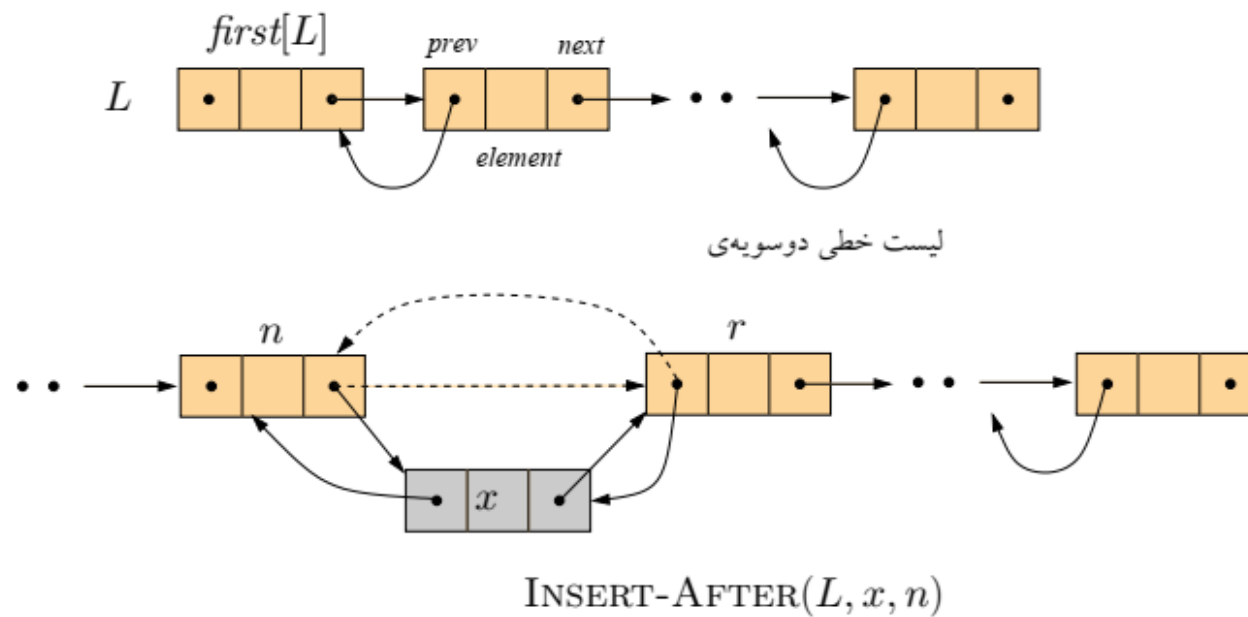 first[L]
prev next
L
element
لیست خطی دوسویه‌ی
n r
x
INSERT-AFTER(L, x, n)